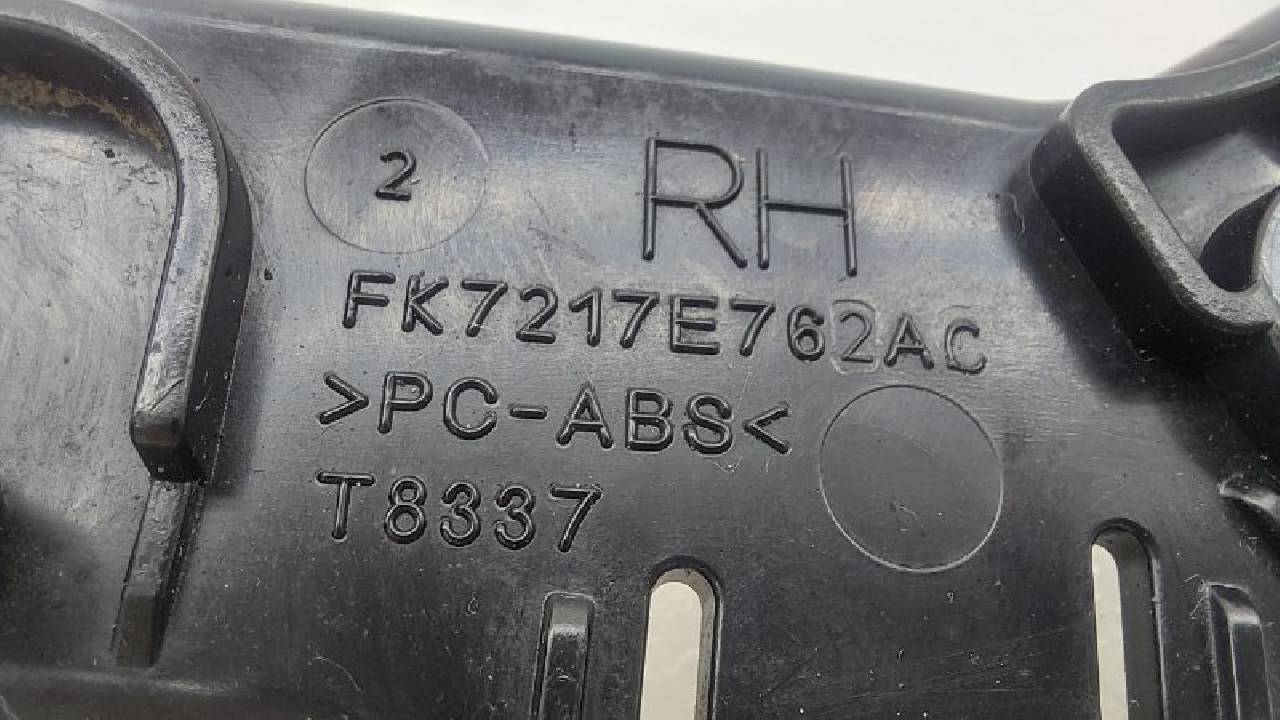 2
RH
FK7217E762AC
>PC-ABS<
T8337